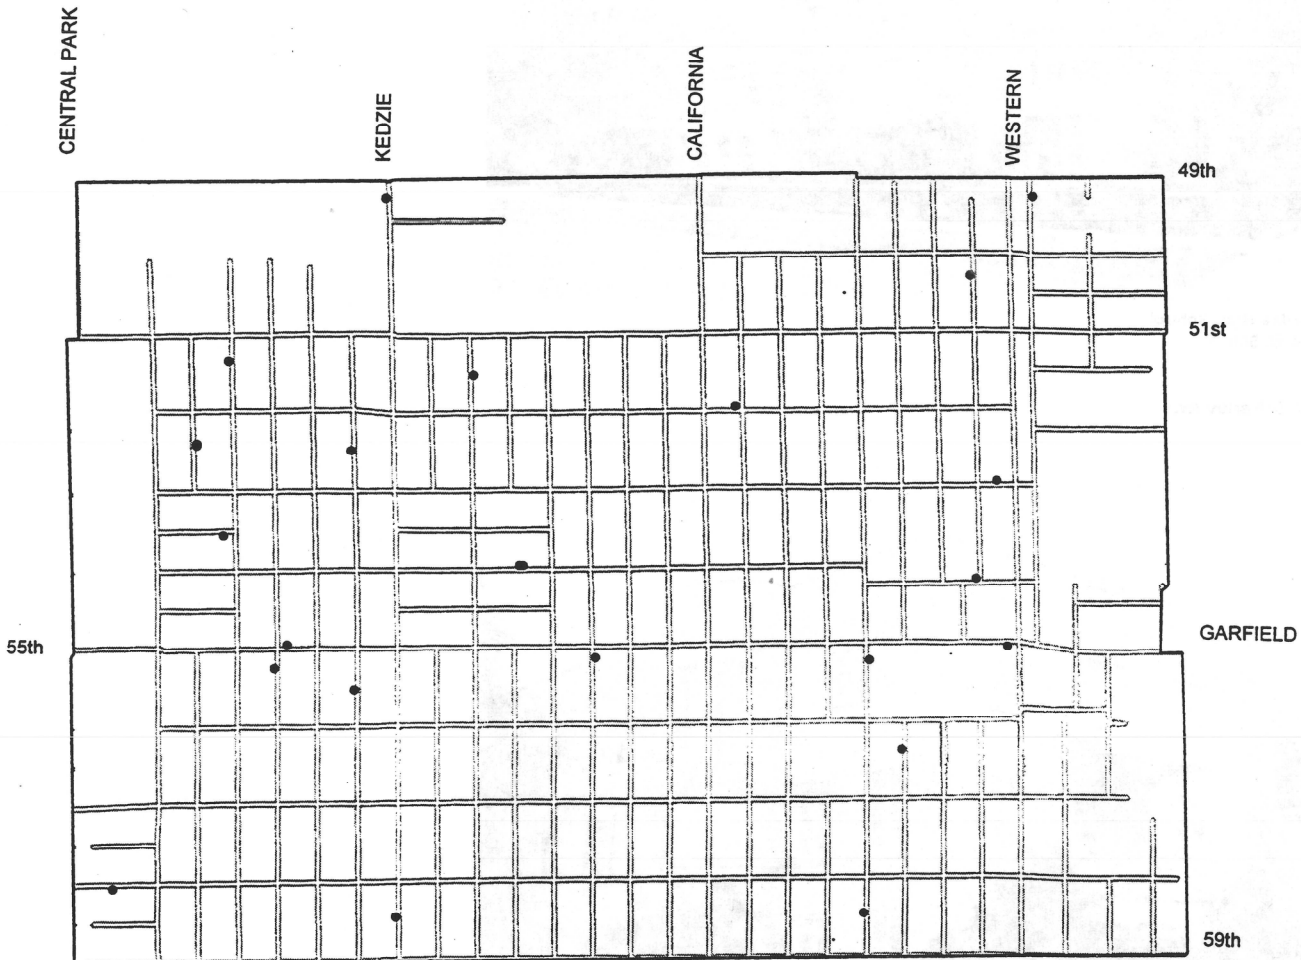 CENTRAL PARK
KEDZIE
CALIFORNIA
WESTERN
49th
51st
GARFIELD
55th
59th